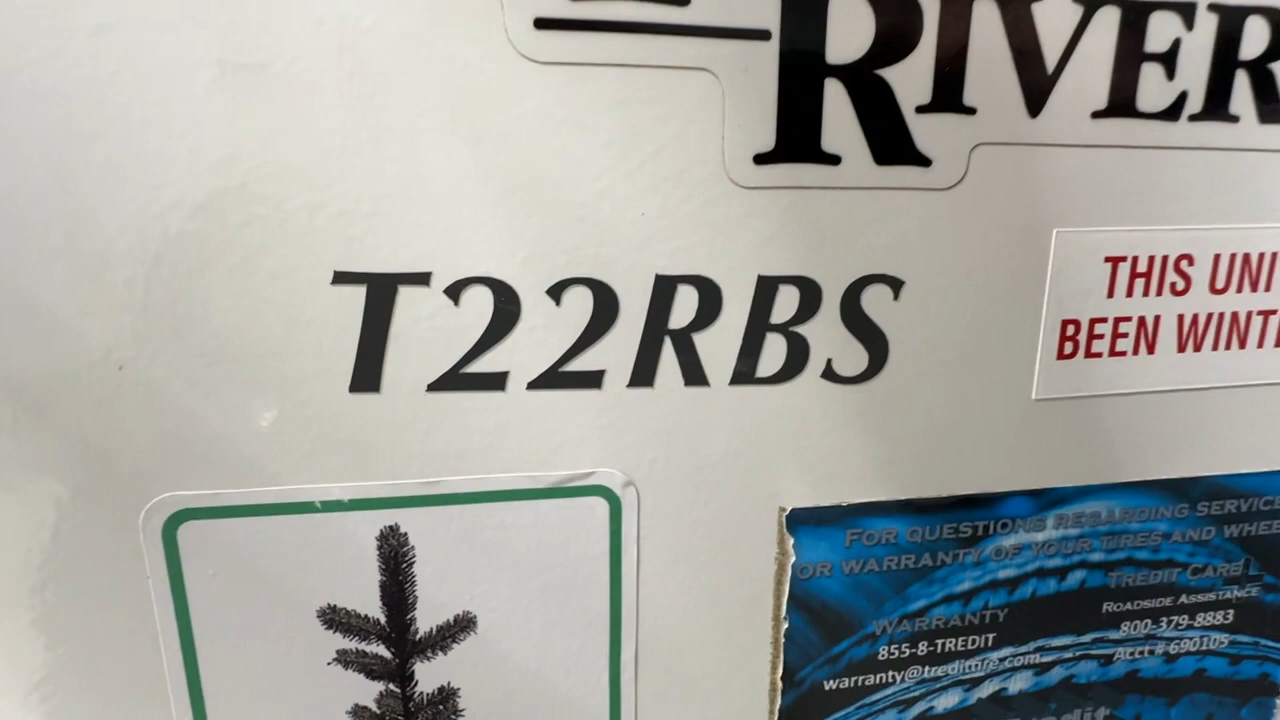 RIVER
T22RBS
THIS UNI
BEEN WINT
FOR QUESTIONS REGARDING SERVICE
OR WARRANTY OF YOUR TIRES AND WHEE
TREDIT CARE
ROADSIDE ASSISTANCE
800-379-8883
Acct # 690105
WARRANTY
855-8-TREDIT
warranty@tredittire.com